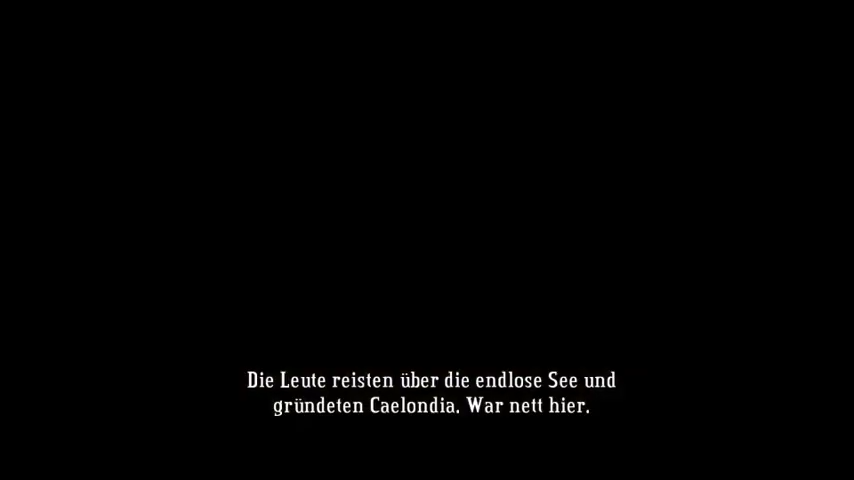 Die Leute reisten über die endlose See und
gründeten Caelondia. War nett hier.